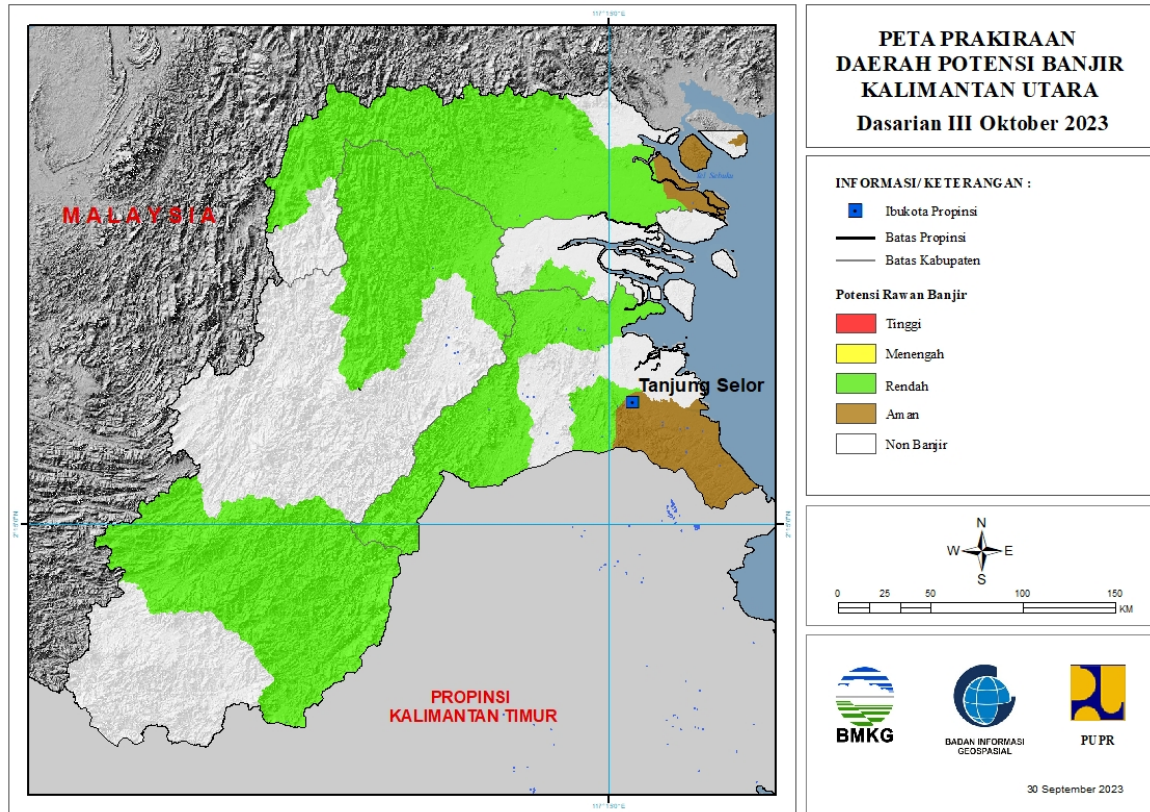 PETA PRAKIRAAN
DAERAH POTENSI BANJIR
KALIMANTAN UTARA
Dasarian III Oktober 2023
INFORMASI/ KETERANGAN :
Ibukota Propinsi
Batas Propinsi
Batas Kabupaten
Potensi Rawan Banjir
Tinggi
Menengah
Rendah
Aman
Non Banjir
MALAYSIA
Tanjung Selor
PROPINSI
KALIMANTAN TIMUR
N
W E
S
0 25 50 100 150
KM
BMKG
BADAN INFORMASI
GEOSPASIAL
PUPR
30 September 2023